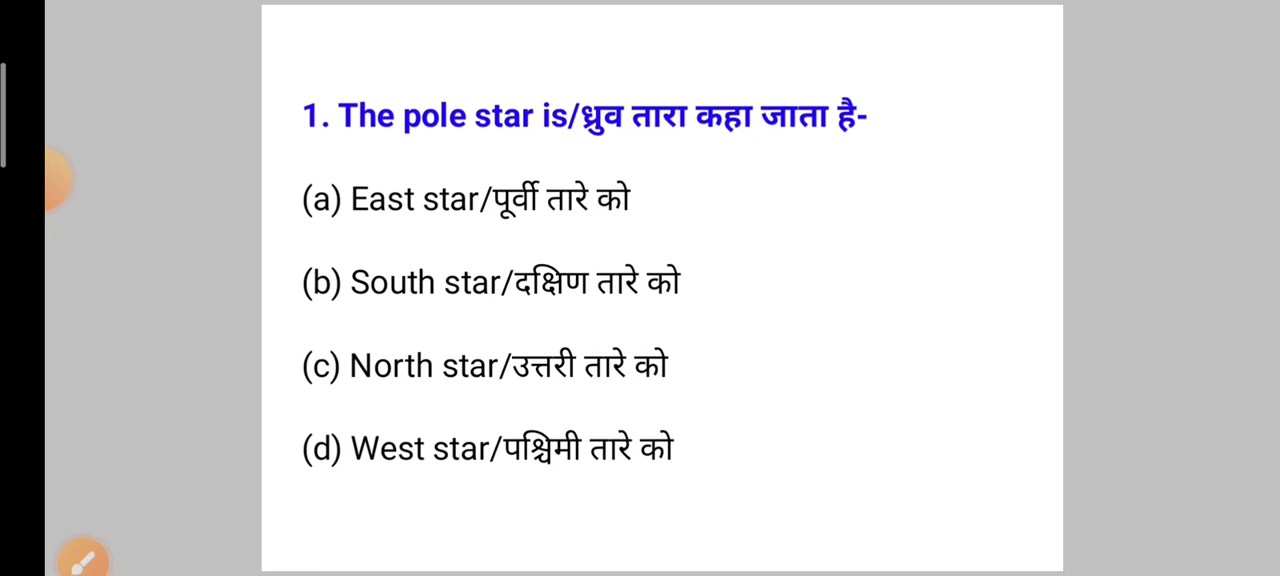 1. The pole star is/ध्रुव तारा कहा जाता है-
(a) East star/पूर्वी तारे को
(b) South star/दक्षिण तारे को
(c) North star/उत्तरी तारे को
(d) West star/पश्चिमी तारे को